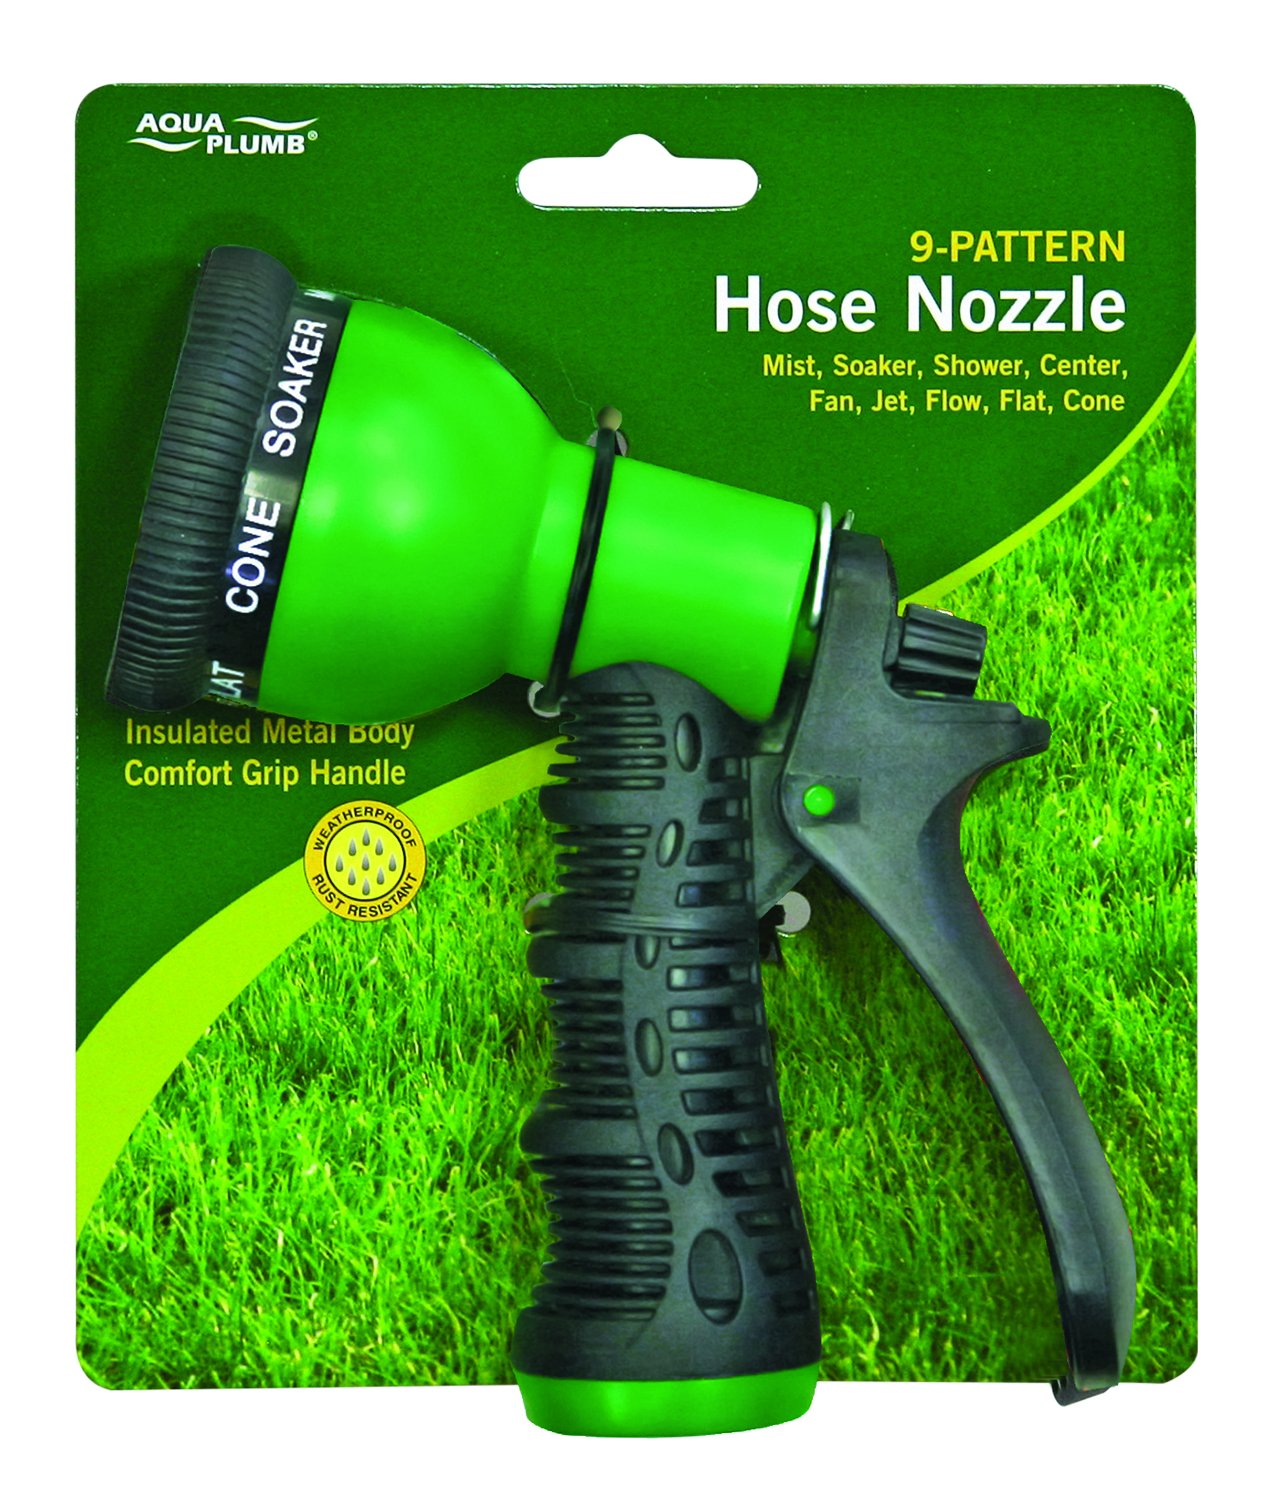 AQUA
PLUMB®
9-PATTERN
Hose Nozzle
Mist, Soaker, Shower, Center,
Fan, Jet, Flow, Flat, Cone
SOAKER
CONE
Insulated Metal Body
Comfort Grip Handle
WEATHERPROOF
RUST RESISTANT